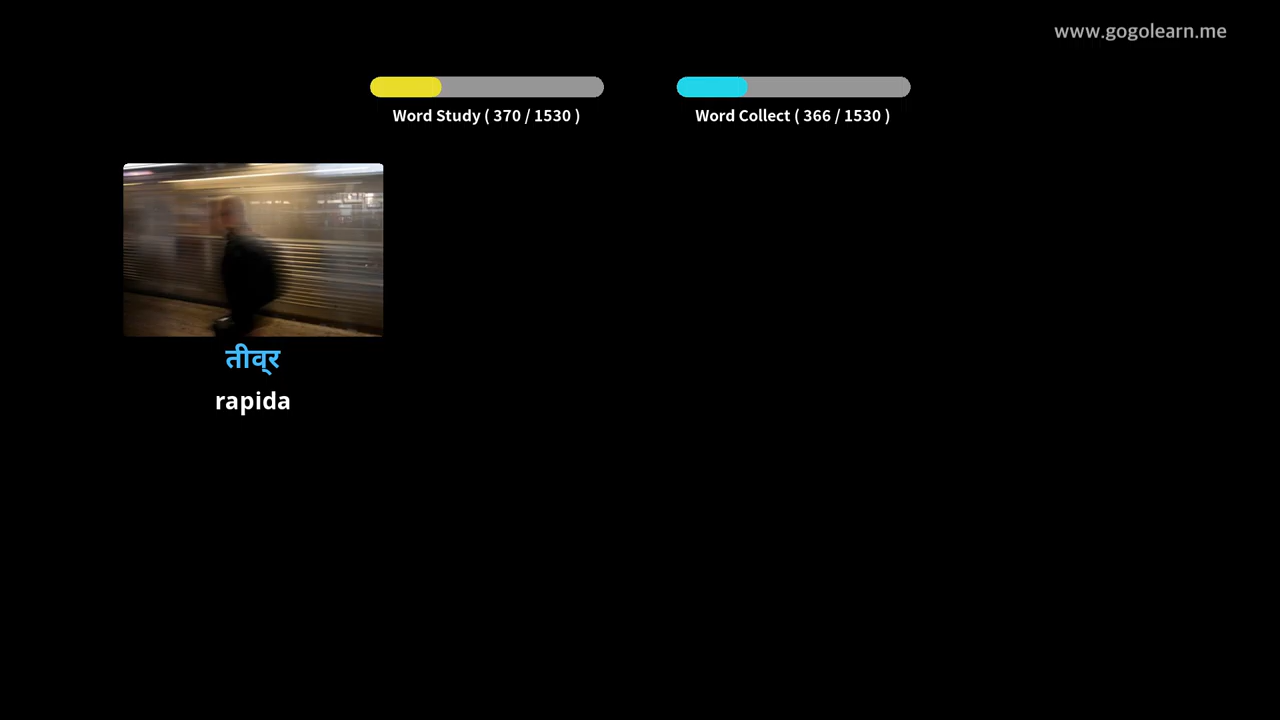 www.gogolearn.me
Word Study ( 370 / 1530 )
Word Collect ( 366 / 1530 )
तीव्र
rapida